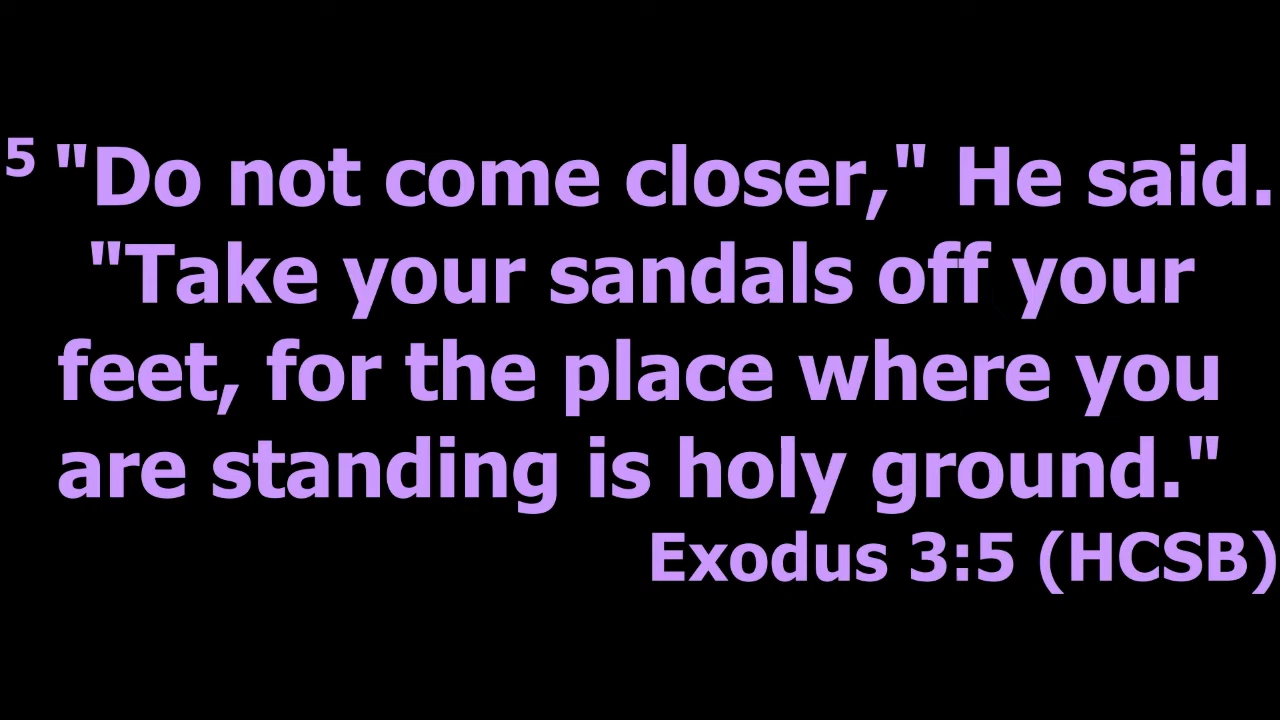 5 "Do not come closer," He said.
"Take your sandals off your
feet, for the place where you
are standing is holy ground."
Exodus 3:5 (HCSB)